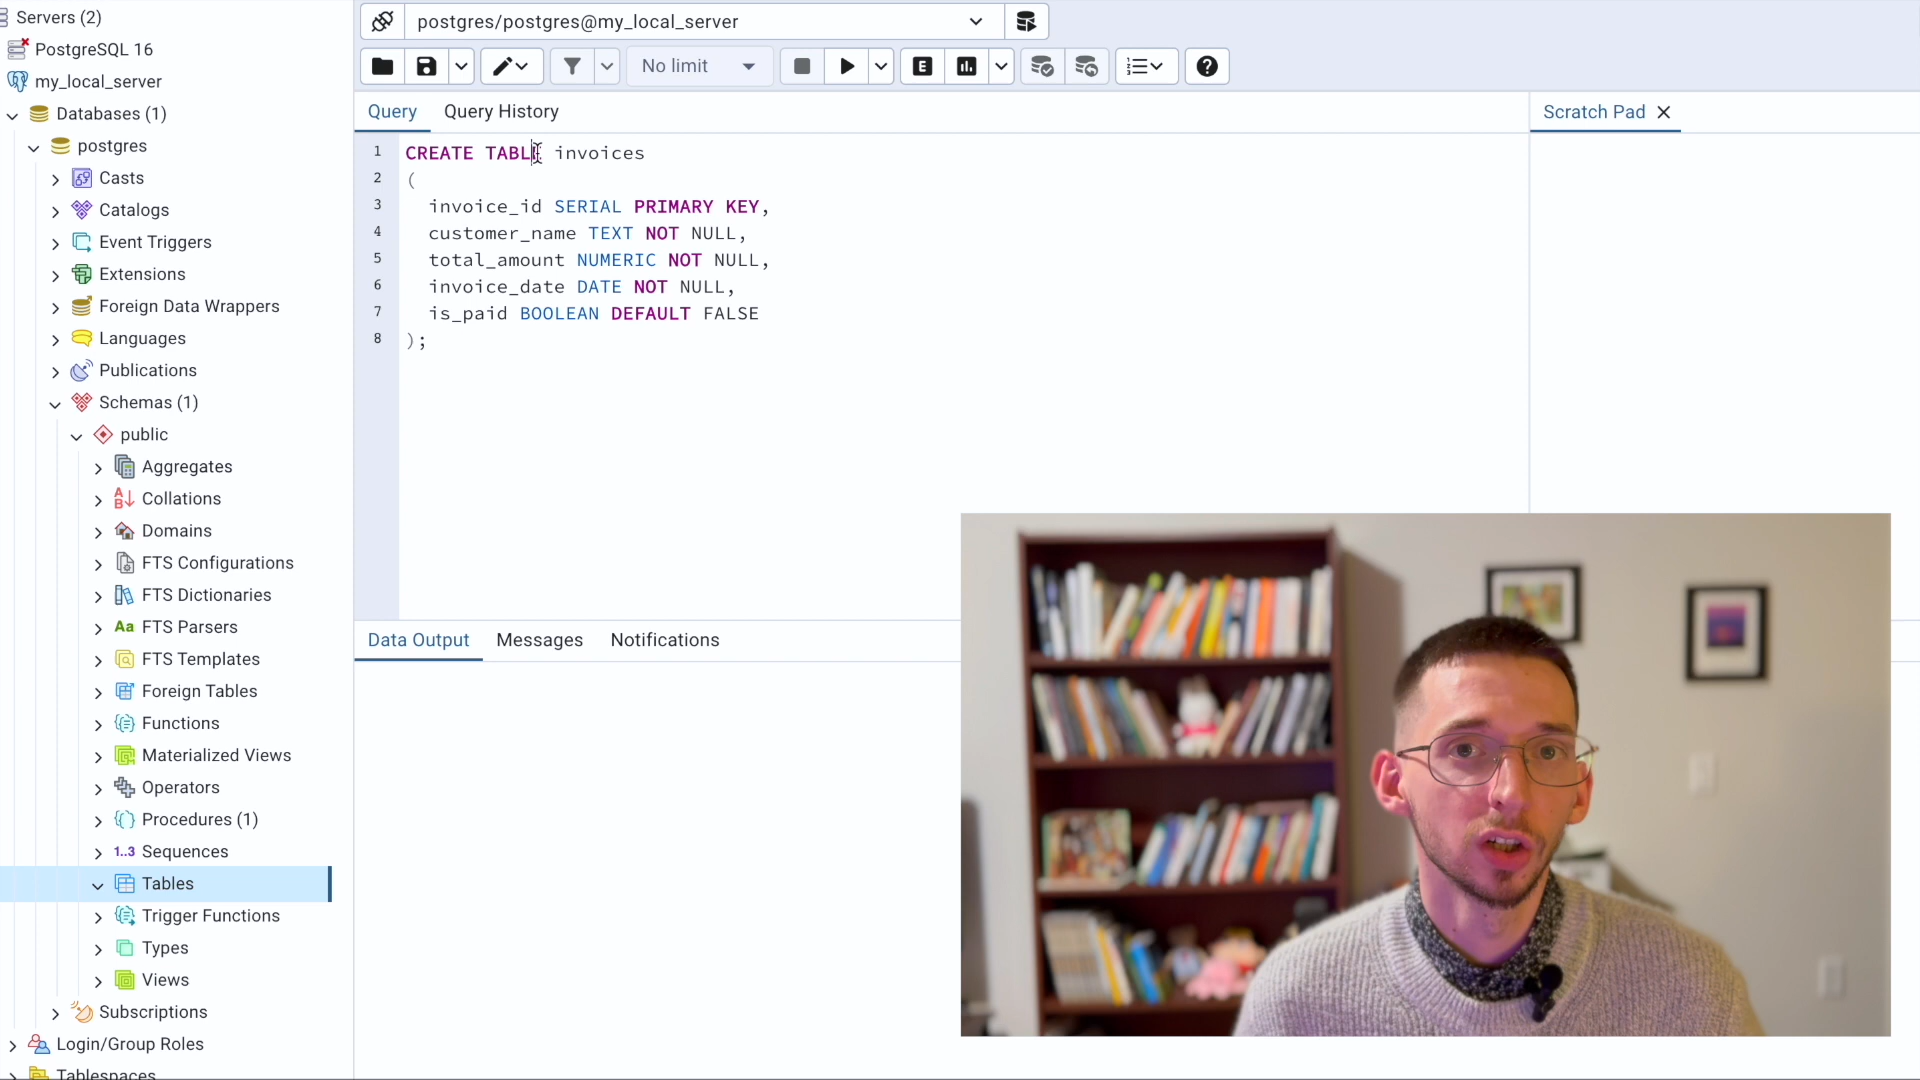 Servers (2)
PostgreSQL 16
my_local_server
Databases (1)
postgres
Casts
Catalogs
Event Triggers
Extensions
Foreign Data Wrappers
Languages
Publications
Schemas (1)
public
Aggregates
Collations
Domains
FTS Configurations
FTS Dictionaries
Aa FTS Parsers
FTS Templates
Foreign Tables
Functions
Materialized Views
Operators
Procedures (1)
1..3 Sequences
Tables
Trigger Functions
Types
Views
Subscriptions
Login/Group Roles
Tablespaces
postgres/postgres@my_local_server
No limit
E
Query Query History
Scratch Pad
1 CREATE TABLE invoices
2 (
3 invoice_id SERIAL PRIMARY KEY,
4 customer_name TEXT NOT NULL,
5 total_amount NUMERIC NOT NULL,
6 invoice_date DATE NOT NULL,
7 is_paid BOOLEAN DEFAULT FALSE
8 );
Data Output Messages Notifications